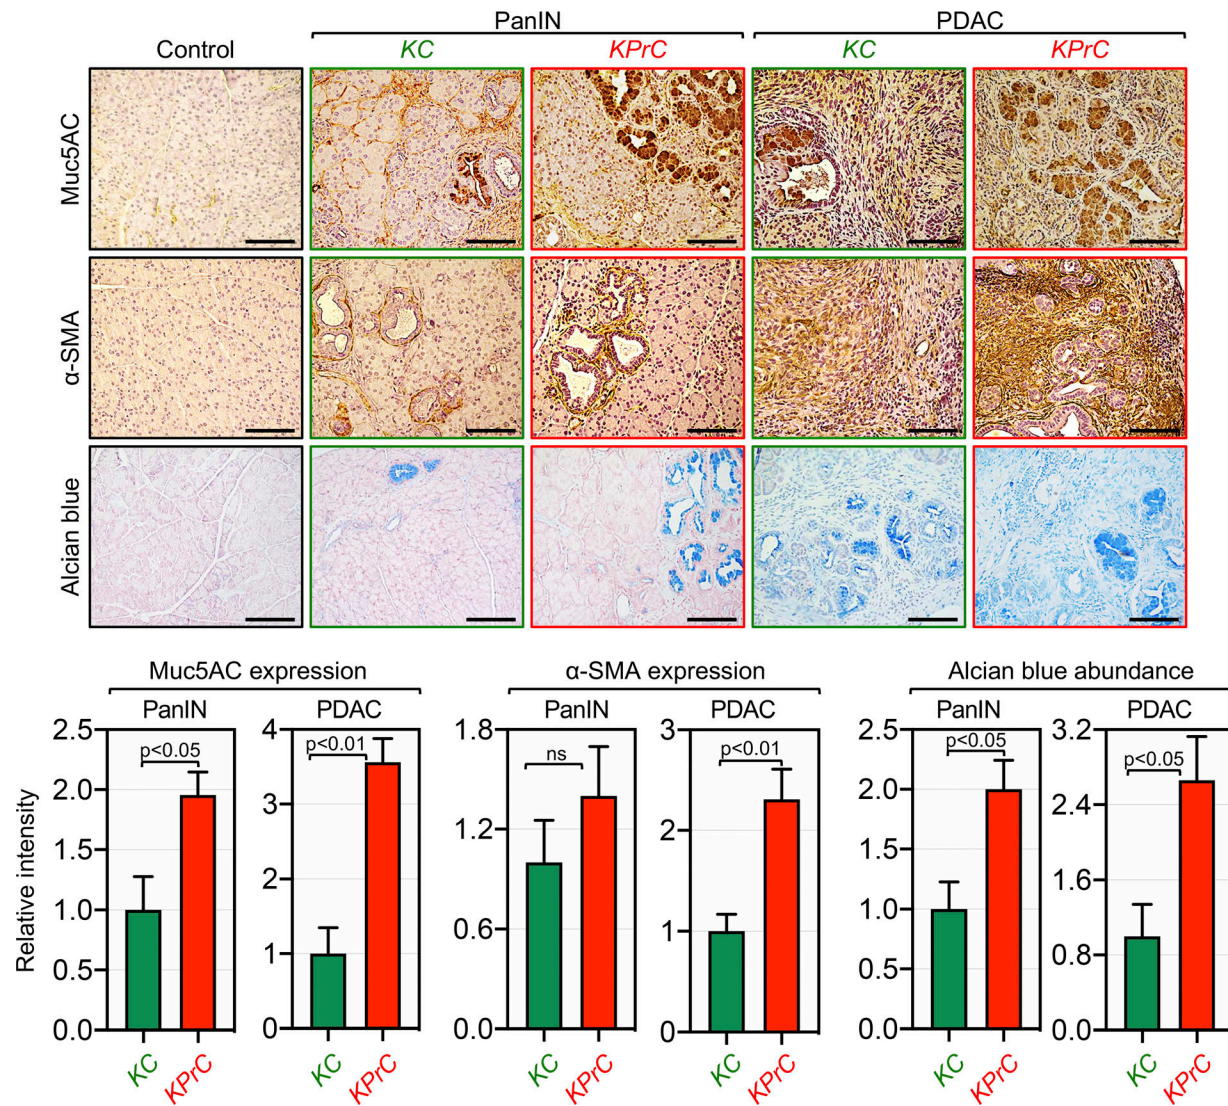 PanIN PDAC
Control KC KPrC KC KPrC
Muc5AC
α-SMA
Alcian blue
Muc5AC expression α-SMA expression Alcian blue abundance
PanIN PDAC PanIN PDAC PanIN PDAC
Relative intensity
2.5
2.0
1.5
1.0
0.5
0.0
p<0.05
KC KPrC
4
3
2
1
0
p<0.01
KC KPrC
1.8
1.2
0.6
0.0
ns
KC KPrC
3
2
1
0
p<0.01
KC KPrC
2.5
2.0
1.5
1.0
0.5
0.0
p<0.05
KC KPrC
3.2
2.4
1.6
0.8
0.0
p<0.05
KC KPrC